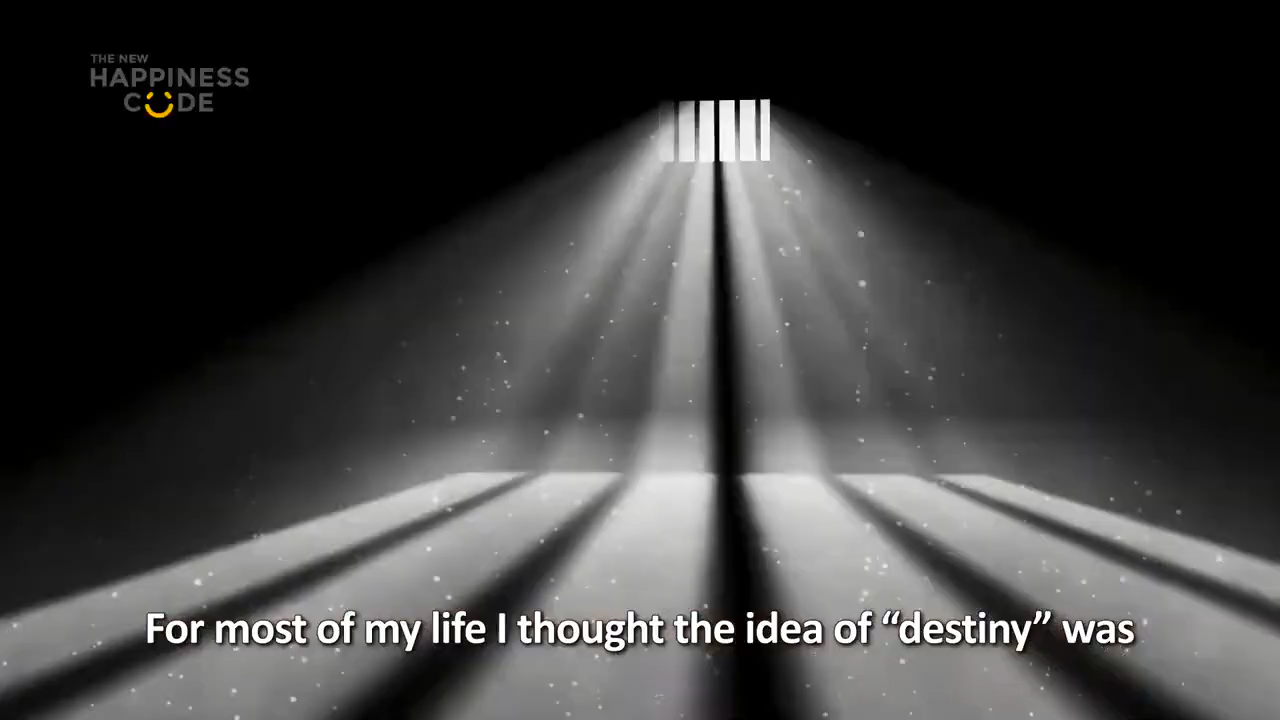 THE NEW
HAPPINESS
CODE
For most of my life I thought the idea of “destiny” was